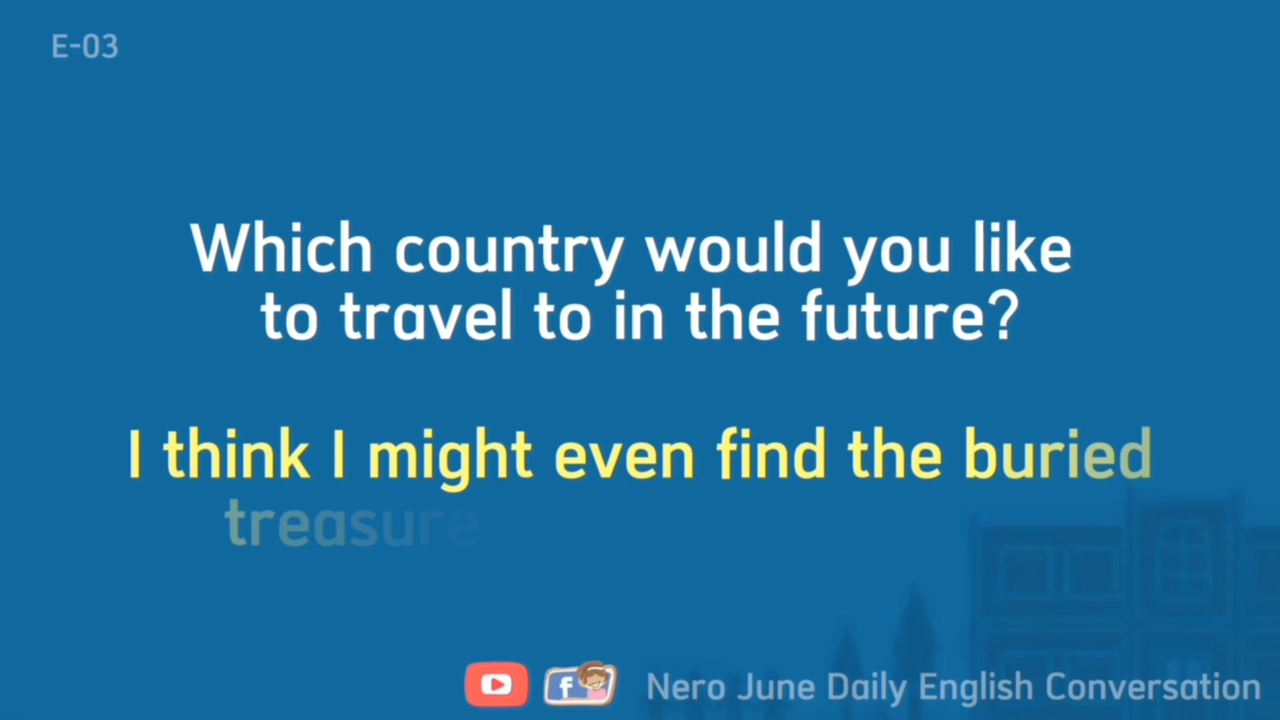 E-03
Which country would you like
to travel to in the future?
I think I might even find the buried
treasure
Nero June Daily English Conversation